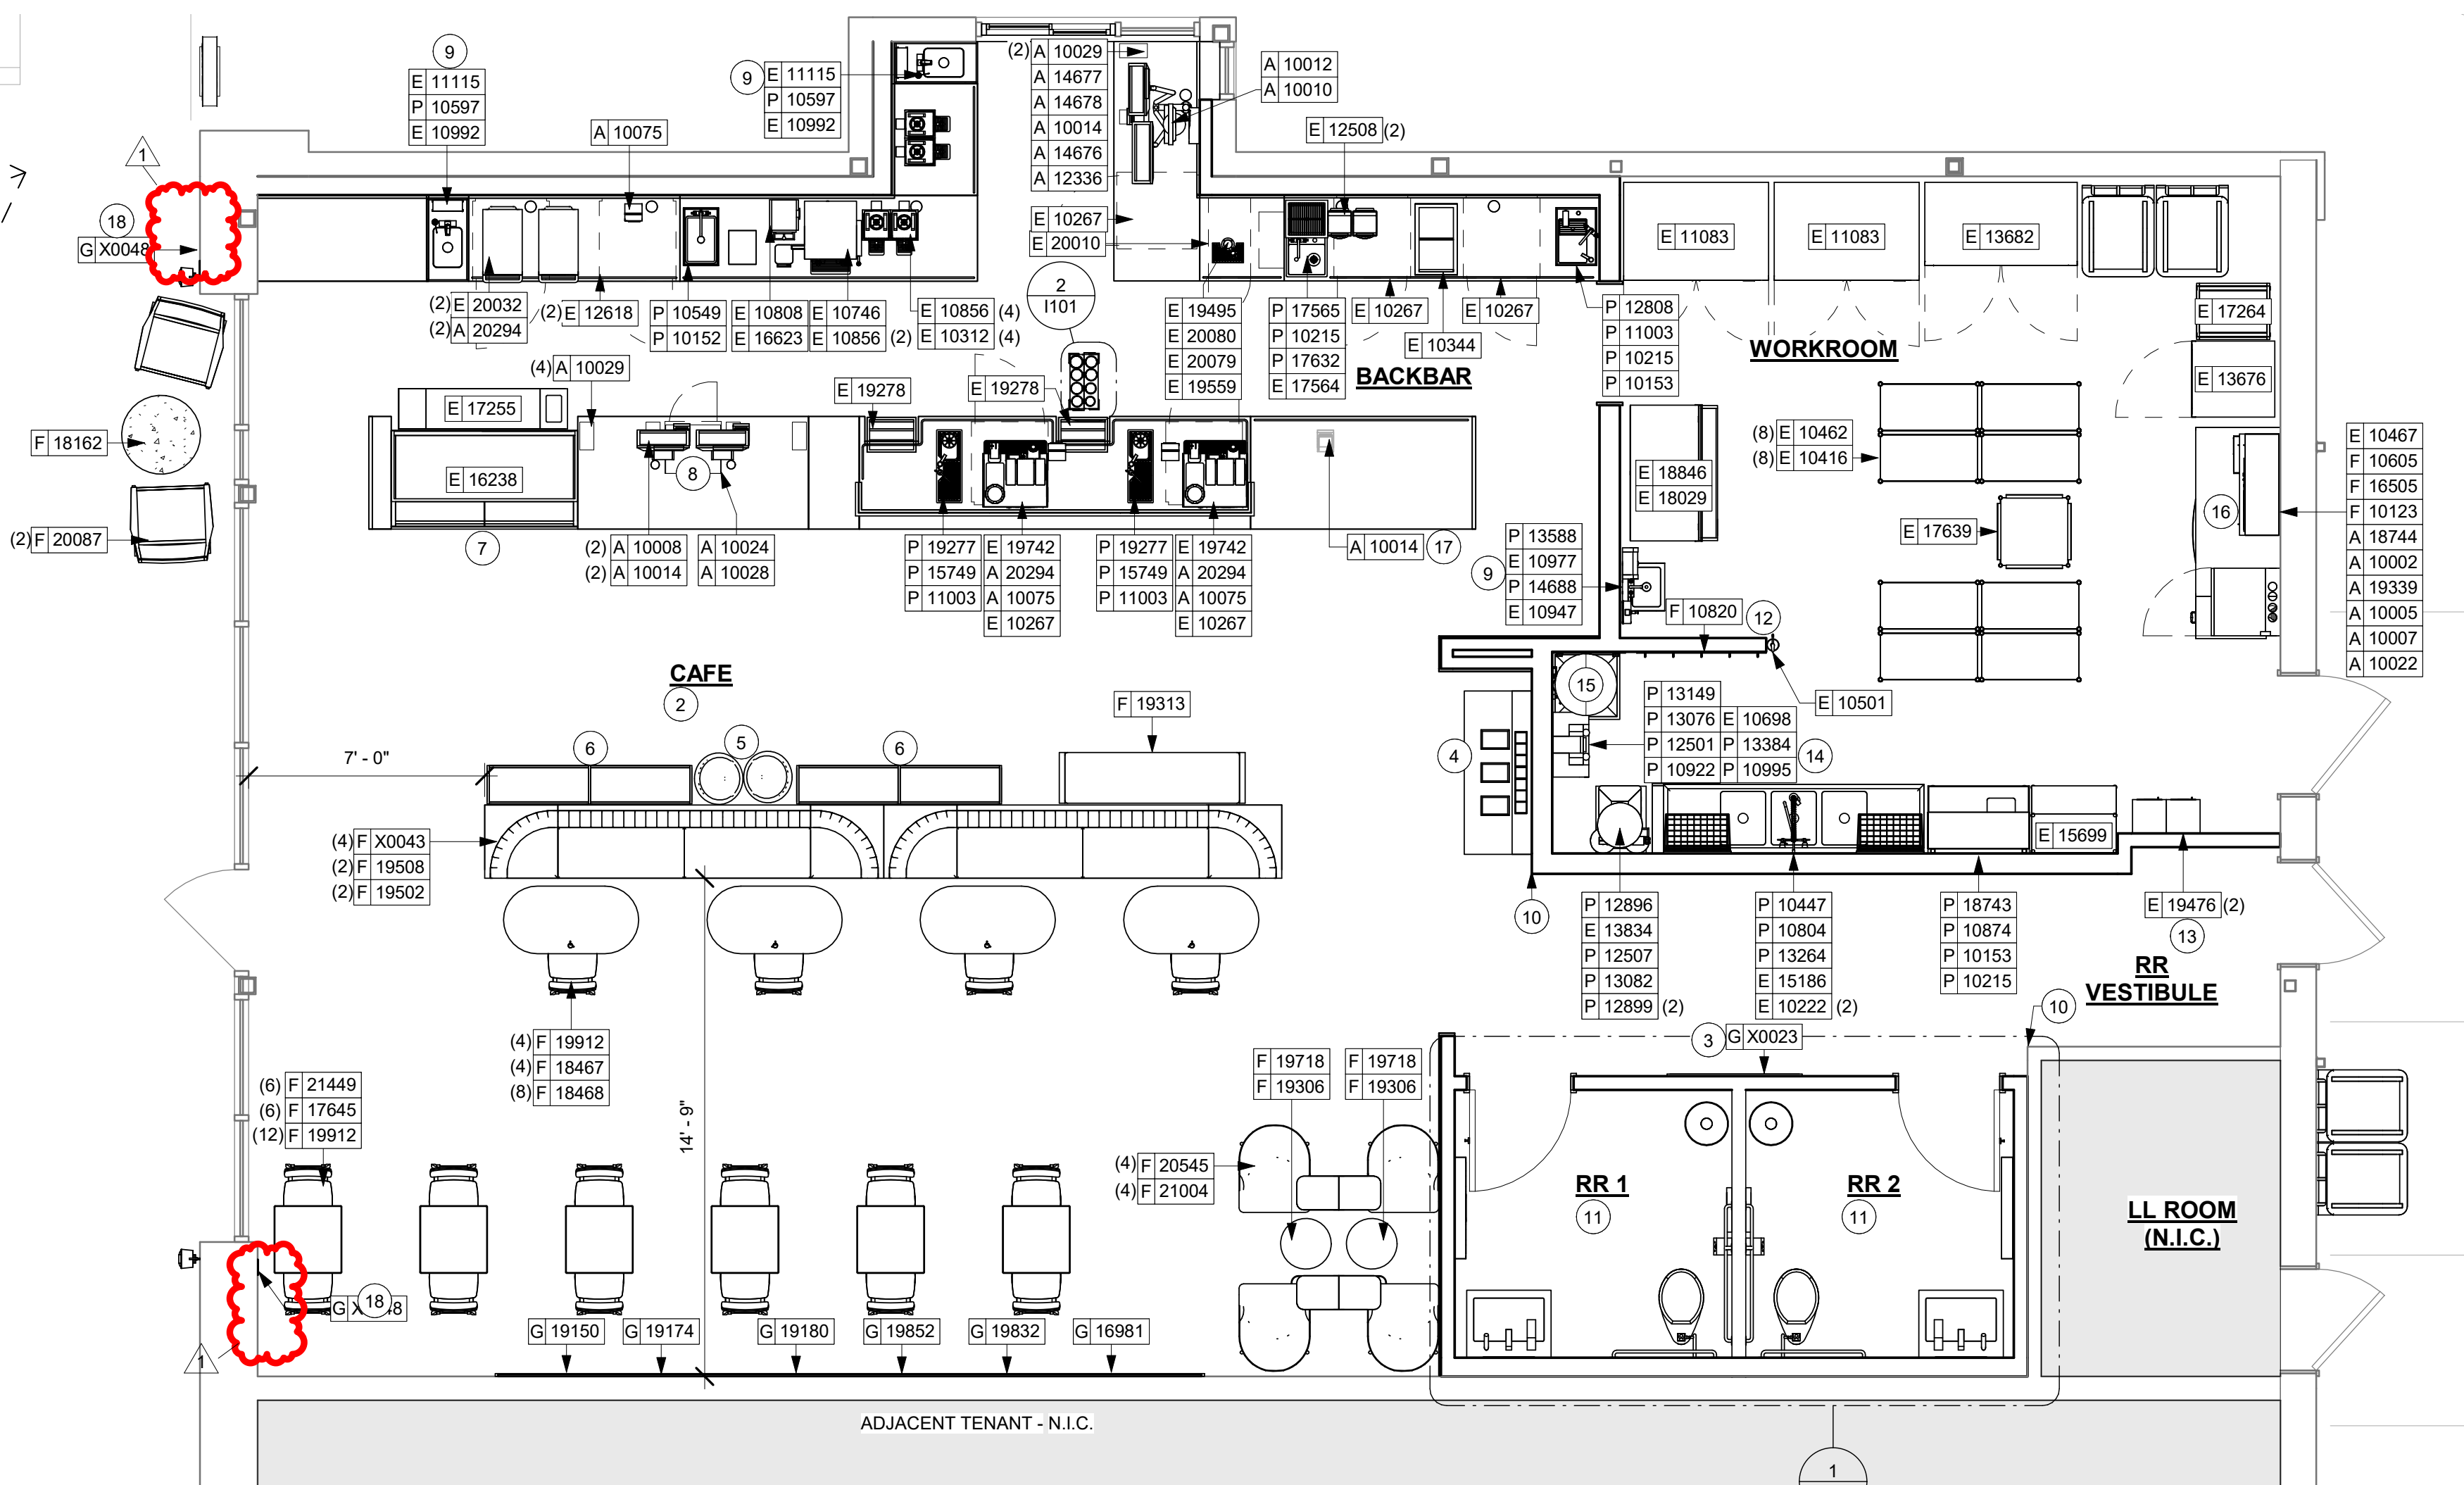 9
E 11115
P 10597
E 10992
9
E 11115
P 10597
E 10992
A 10075
(2) A 10029
A 14677
A 14678
A 10014
A 14676
A 12336
E 10267
E 20010
A 10012
A 10010
E 12508 (2)
1
18
G X0048
E 11083
E 11083
E 13682
(2) E 20032
(2) A 20294
(2) E 12618
P 10549
P 10152
E 10808
E 16623
E 10746
E 10856 (2)
E 10856 (4)
E 10312 (4)
2
I101
E 19495
E 20080
E 20079
E 19559
P 17565
P 10215
P 17632
E 17564
E 10267
E 10344
E 10267
BACKBAR
P 12808
P 11003
P 10215
P 10153
WORKROOM
E 17264
E 13676
(4) A 10029
E 17255
E 16238
7
8
E 19278
E 19278
F 18162
(2) F 20087
(2) A 10008
(2) A 10014
A 10024
A 10028
P 19277
P 15749
P 11003
E 19742
A 20294
A 10075
E 10267
P 19277
P 15749
P 11003
E 19742
A 20294
A 10075
E 10267
A 10014 17
E 18846
E 18029
(8) E 10462
(8) E 10416
E 17639
16
E 10467
F 10605
F 16505
F 10123
A 18744
A 10002
A 19339
A 10005
A 10007
A 10022
9
P 13588
E 10977
P 14688
E 10947
F 10820
12
E 10501
15
P 13149
P 13076 E 10698
P 12501 P 13384
P 10922 P 10995
14
4
CAFE
2
F 19313
7' - 0"
6
5
6
(4) F X0043
(2) F 19508
(2) F 19502
E 15699
10
P 12896
E 13834
P 12507
P 13082
P 12899 (2)
P 10447
P 10804
P 13264
E 15186
E 10222 (2)
P 18743
P 10874
P 10153
P 10215
E 19476 (2)
13
RR
VESTIBULE
10
3
G X0023
(4) F 19912
(4) F 18467
(8) F 18468
(6) F 21449
(6) F 17645
(12) F 19912
14' - 9"
F 19718
F 19306
F 19718
F 19306
(4) F 20545
(4) F 21004
RR 1
11
RR 2
11
LL ROOM
(N.I.C.)
18
1
G 19150
G 19174
G 19180
G 19852
G 19832
G 16981
ADJACENT TENANT - N.I.C.
1